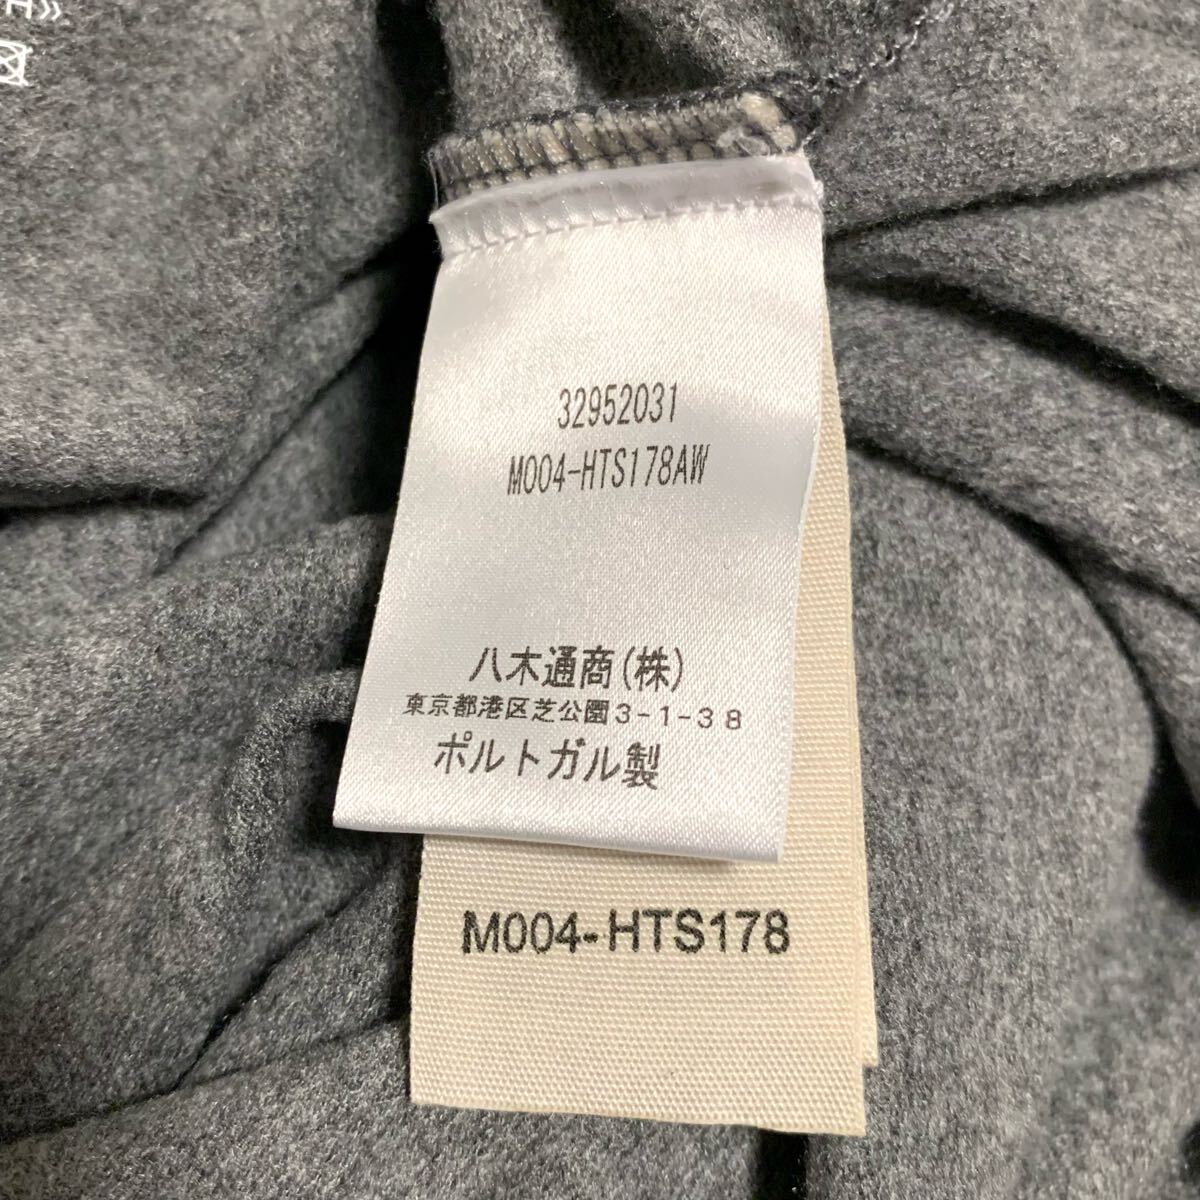 32952031
M004-HTS178AW
八木通商(株)
東京都港区芝公園3-1-38
ポルトガル製
M004-HTS178